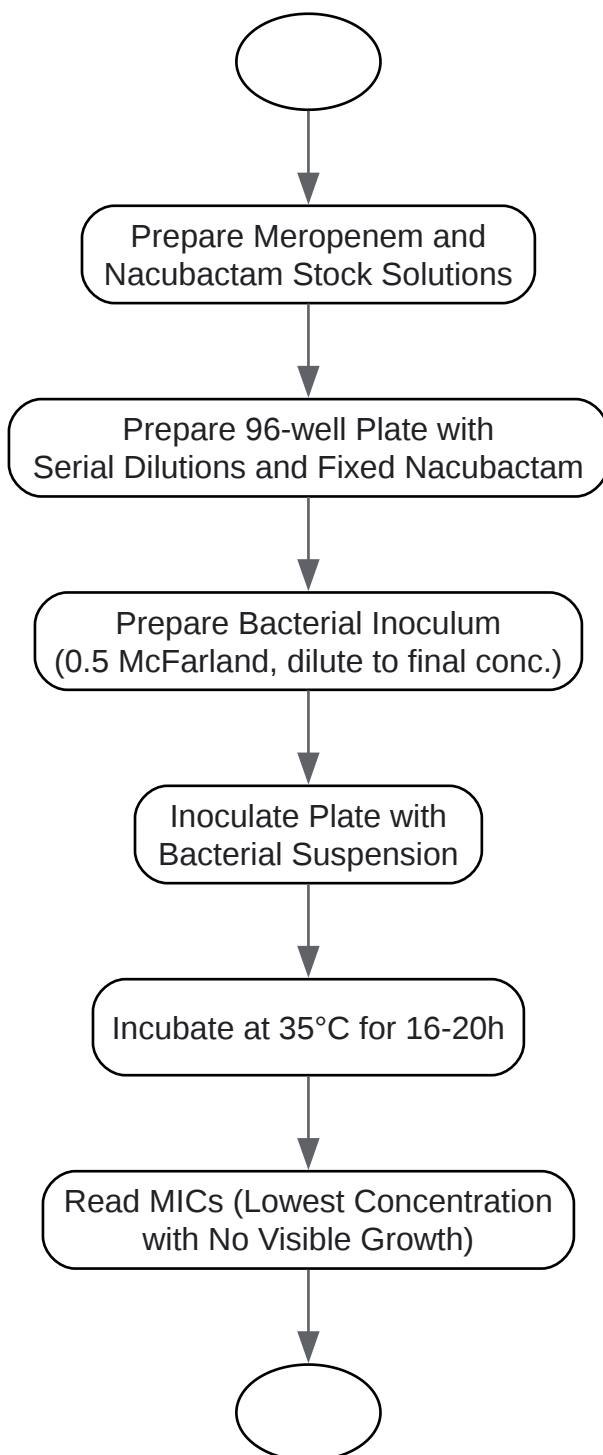 Prepare Meropenem and
Nacubactam Stock Solutions
Prepare 96-well Plate with
Serial Dilutions and Fixed Nacubactam
Prepare Bacterial Inoculum
(0.5 McFarland, dilute to final conc.)
Inoculate Plate with
Bacterial Suspension
Incubate at 35°C for 16-20h
Read MICs (Lowest Concentration
with No Visible Growth)